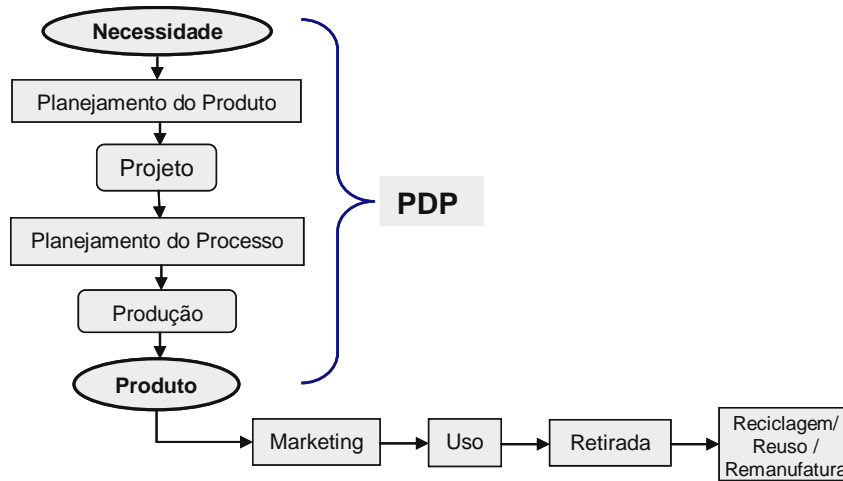 Necessidade
Planejamento do Produto
Projeto
PDP
Planejamento do Processo
Produção
Produto
Marketing
Uso
Retirada
Reciclagem/
Reuso /
Remanufatura